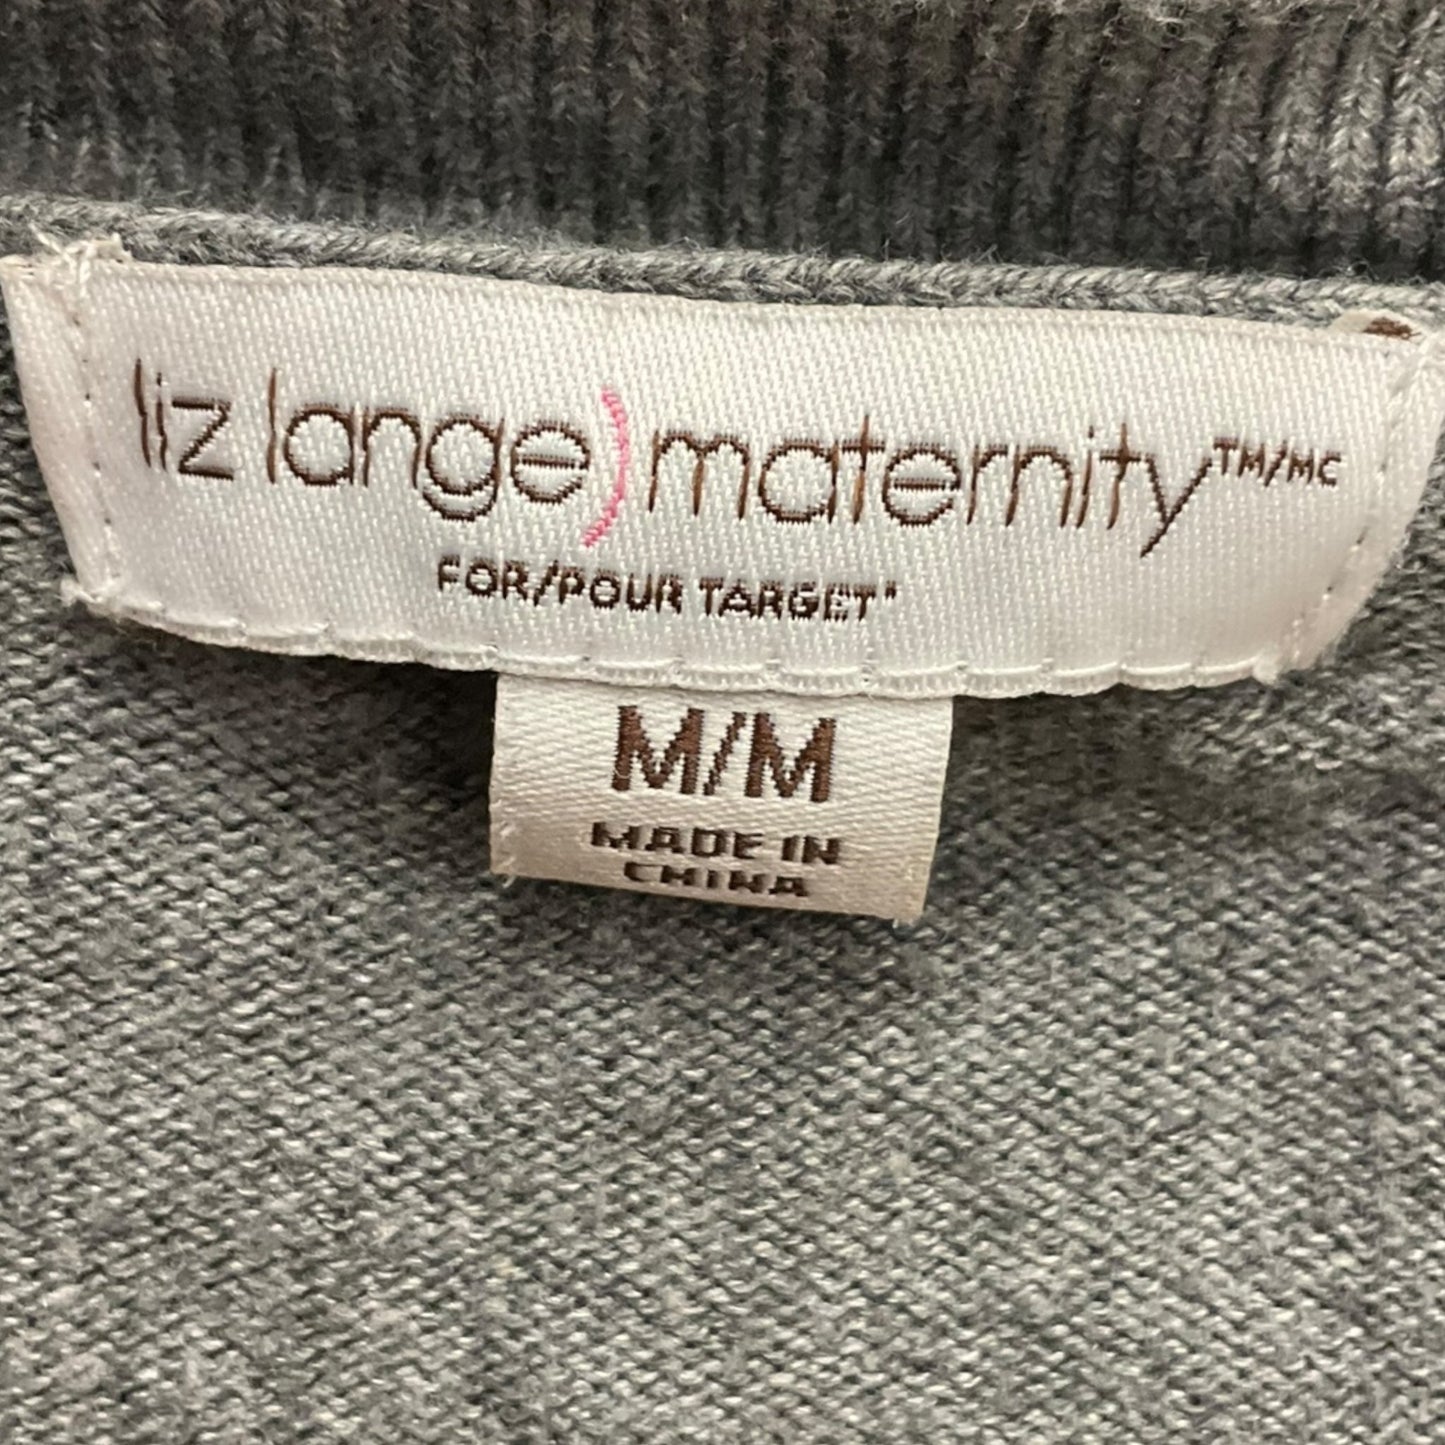 liz lange) maternity™/MC
FOR/POUR TARGET®
M/M
MADE IN
CHINA